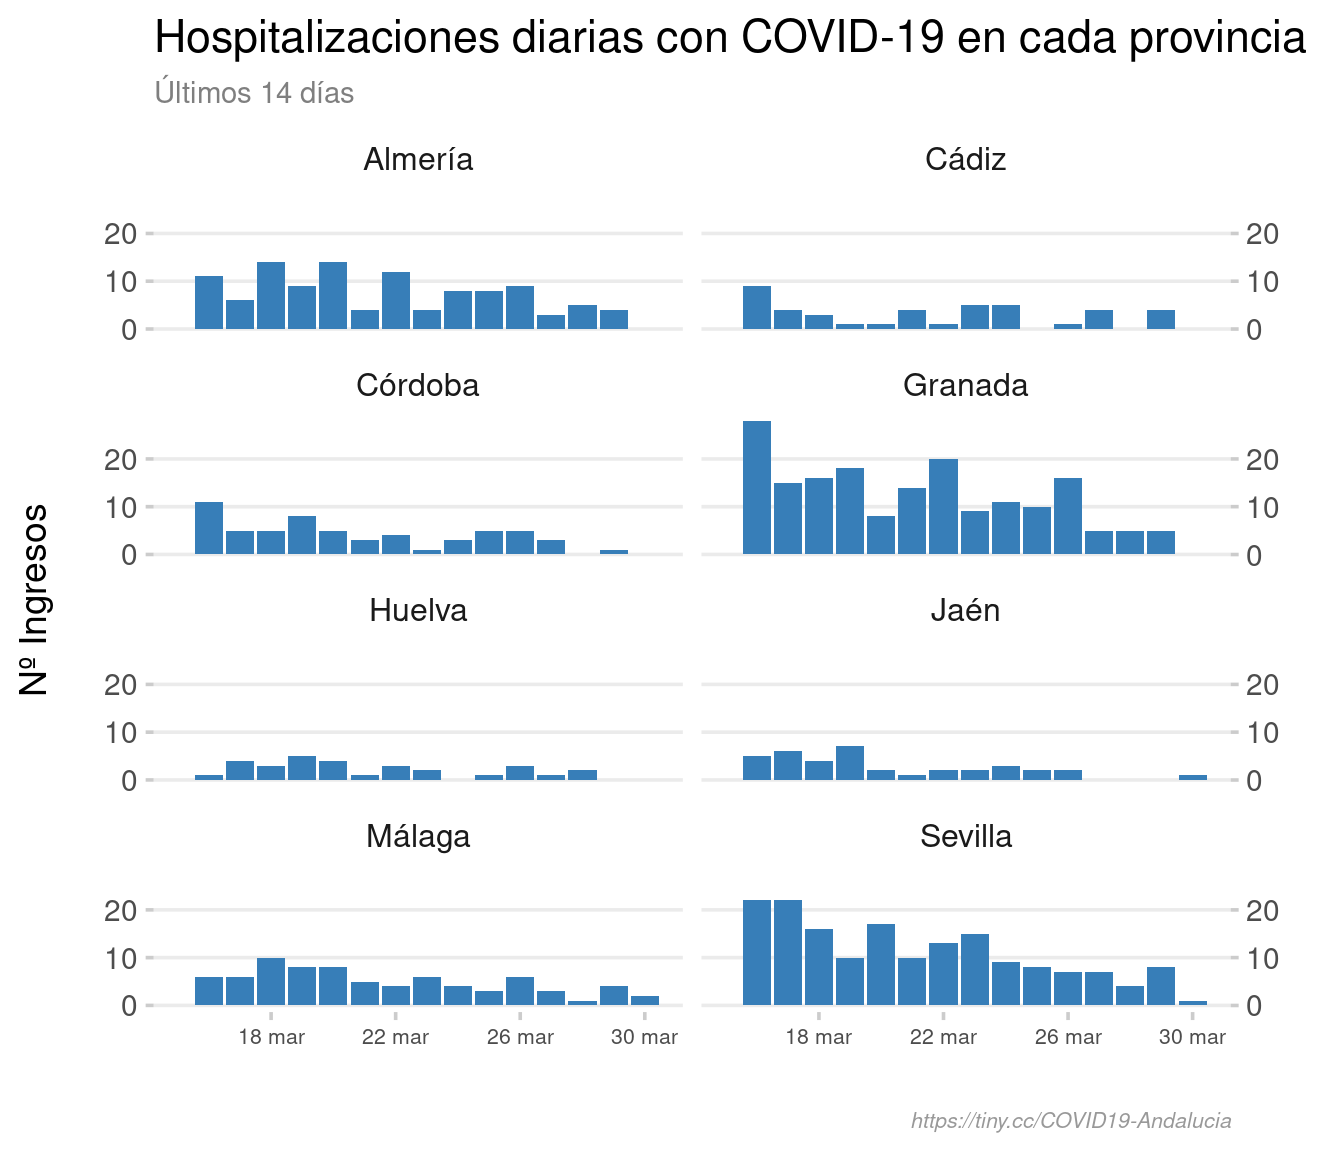 Hospitalizaciones diarias con COVID-19 en cada provincia
Últimos 14 días
Almería
Cádiz
20
10
0
20
10
0
Córdoba
Granada
20
10
0
20
10
0
Nº Ingresos
Huelva
Jaén
20
10
0
20
10
0
Málaga
Sevilla
20
10
0
20
10
0
18 mar 22 mar 26 mar 30 mar
18 mar 22 mar 26 mar 30 mar
https://tiny.cc/COVID19-Andalucia